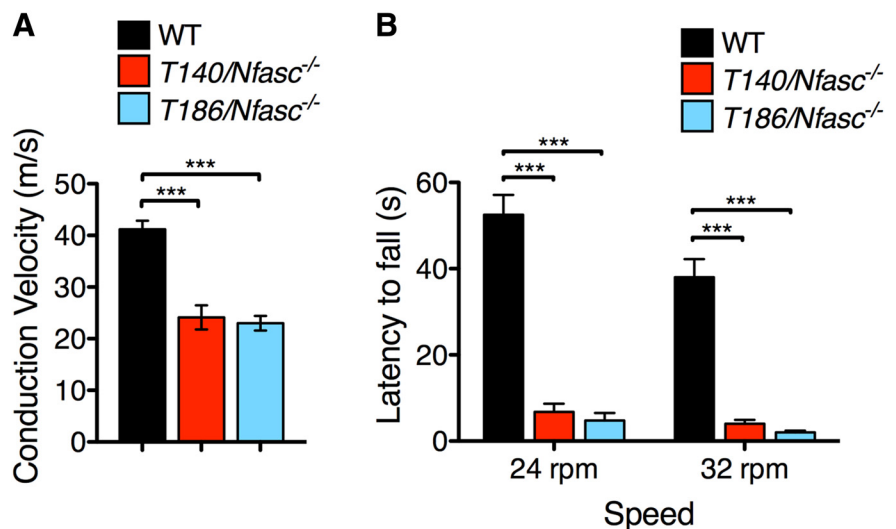 A
WT
T140/Nfasc-/-
T186/Nfasc-/-
***
***
Conduction Velocity (m/s)
50
40
30
20
10
0
B
WT
T140/Nfasc-/-
T186/Nfasc-/-
***
***
***
***
Latency to fall (s)
60
40
20
0
24 rpm
32 rpm
Speed